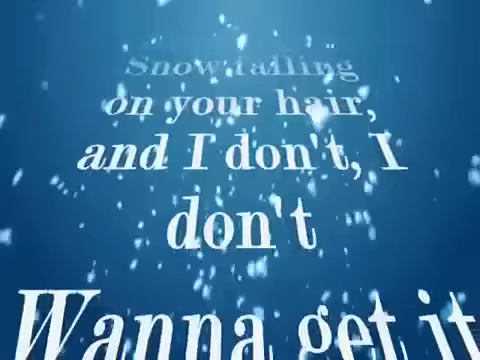 Snow falling
on your hair,
and I don't, I
don't
Wanna get it